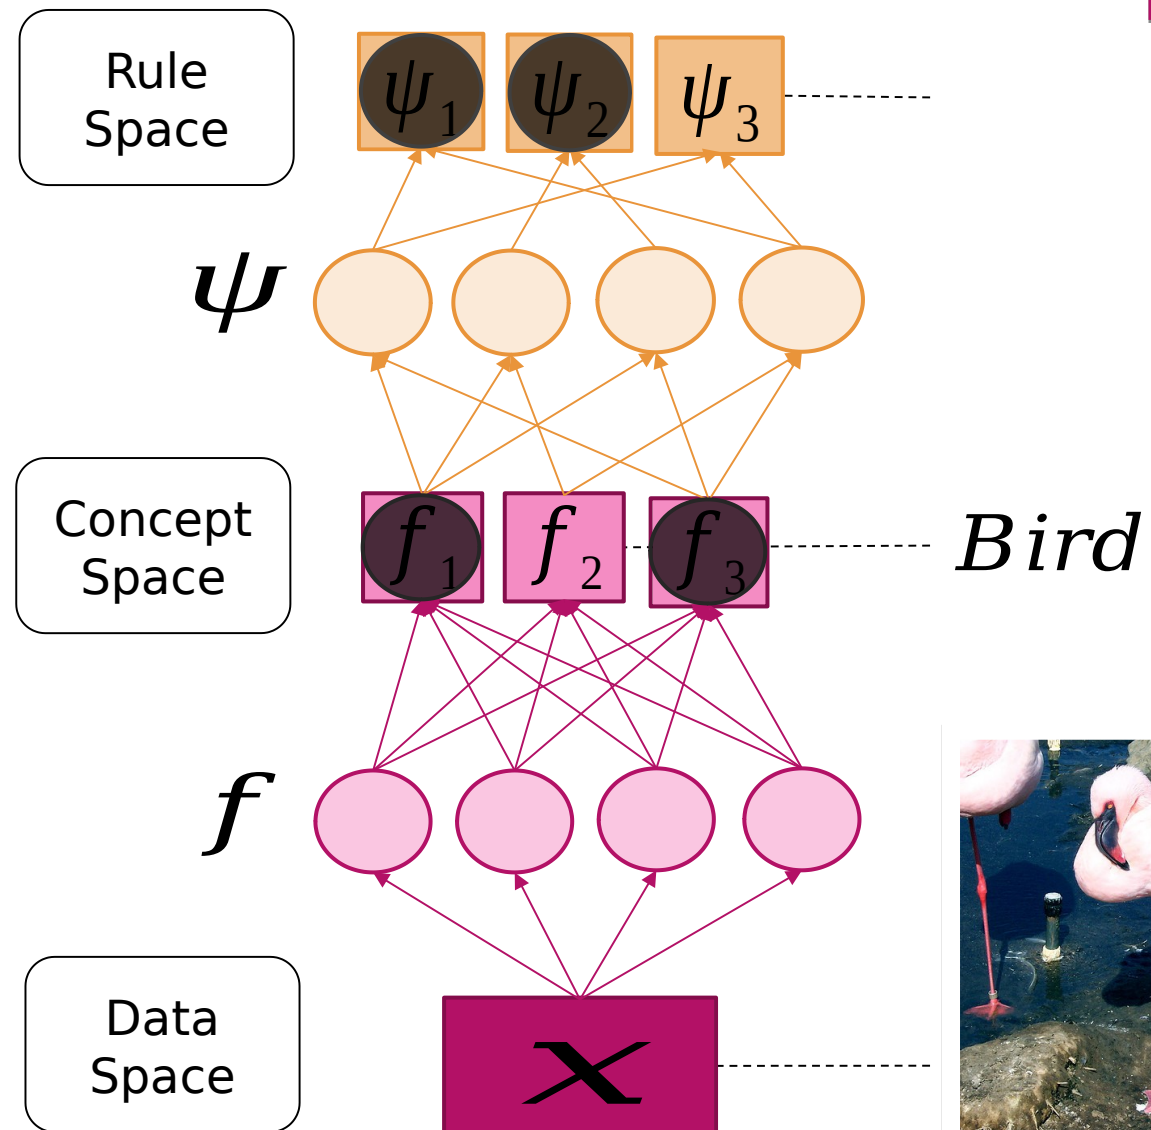 Rule
Space
ψ1 ψ2 ψ3
ψ
Concept
Space
f1 f2 f3
Bird
f
Data
Space
x